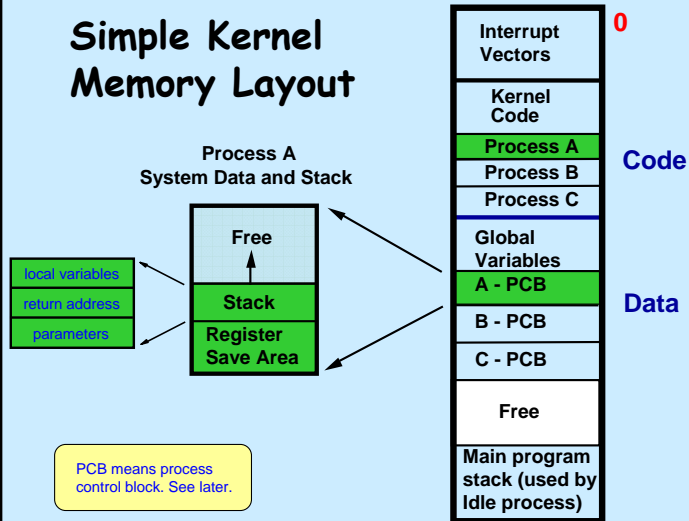 Simple Kernel
Memory Layout
Process A
System Data and Stack
Free
Stack
Register
Save Area
local variables
return address
parameters
PCB means process
control block. See later.
0
Interrupt
Vectors
Kernel
Code
Process A
Process B
Process C
Code
Global
Variables
A - PCB
B - PCB
C - PCB
Data
Free
Main program
stack (used by
Idle process)